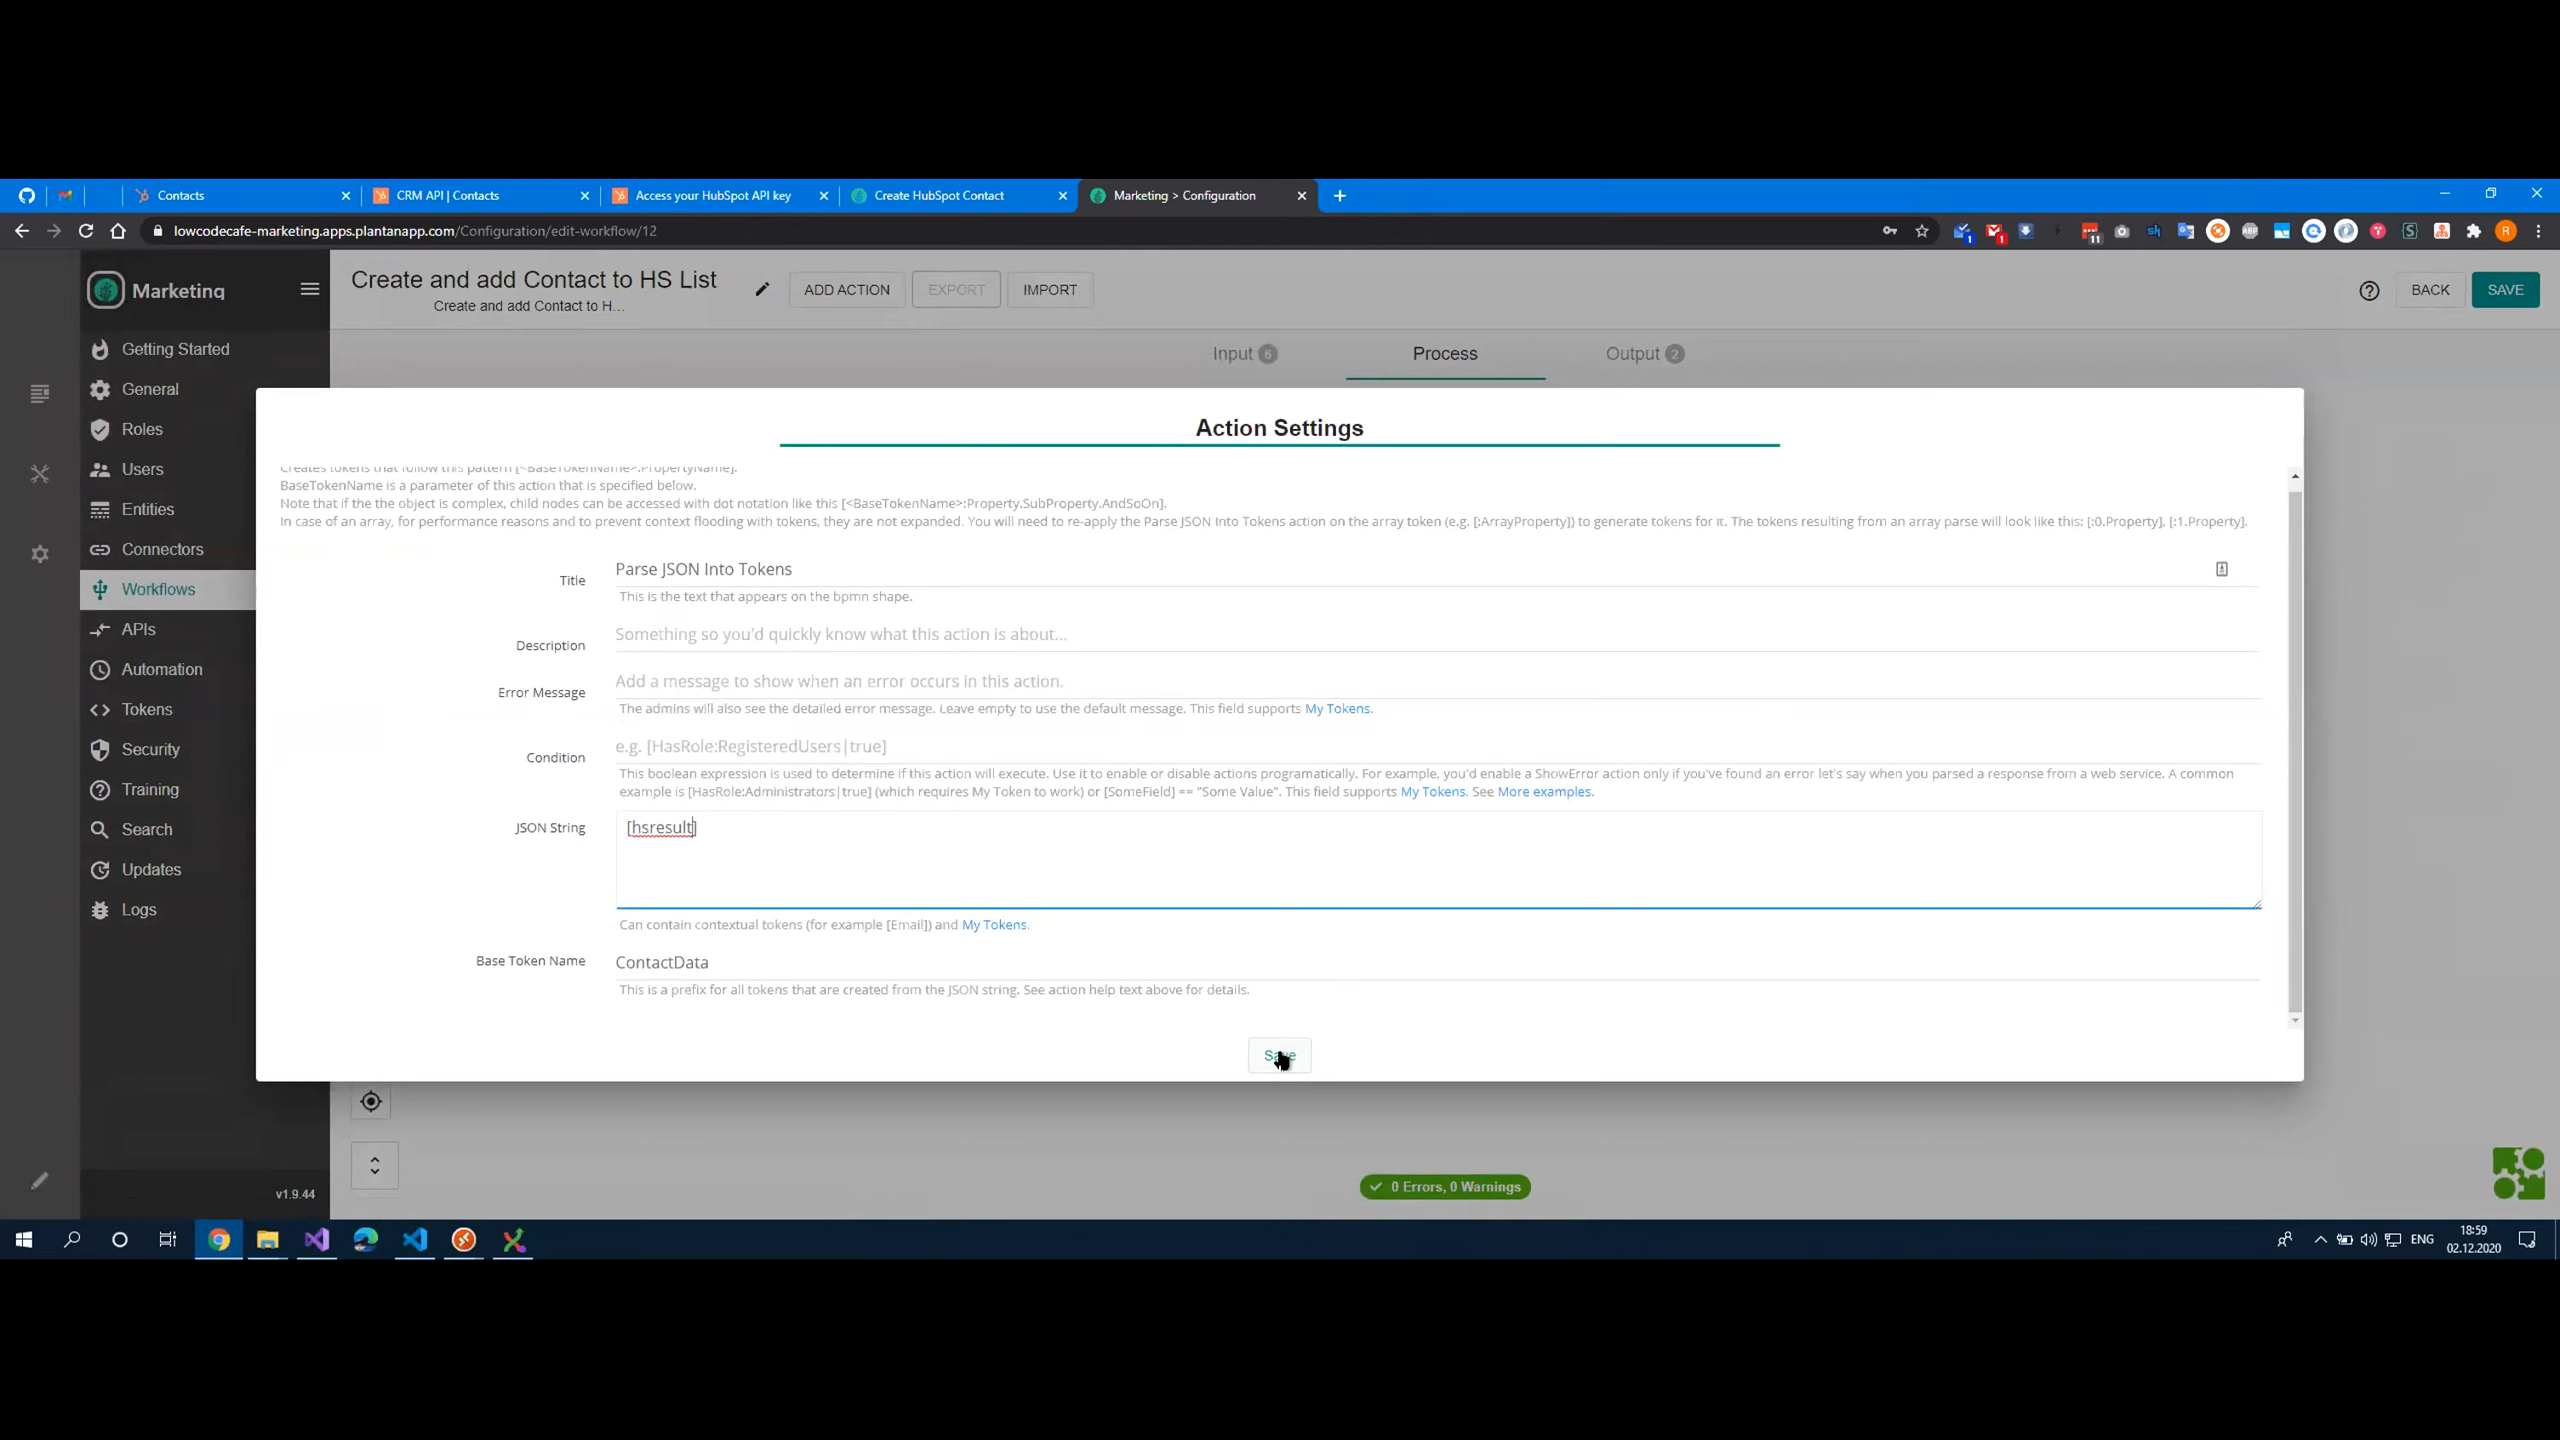 Contacts
CRM API | Contacts
Access your HubSpot API key
Create HubSpot Contact
Marketing > Configuration
lowcodecafe-marketing.apps.plantanapp.com/Configuration/edit-workflow/12
1
1
11
R
Marketing
Create and add Contact to HS List
Create and add Contact to H...
ADD ACTION
EXPORT
IMPORT
BACK
SAVE
Input 6
Process
Output 2
Getting Started
General
Roles
Users
Entities
Connectors
Workflows
APIs
Automation
Tokens
Security
Training
Search
Updates
Logs
v1.9.44
Action Settings
Creates tokens that follow this pattern [<BaseTokenName>:PropertyName].
BaseTokenName is a parameter of this action that is specified below.
Note that if the the object is complex, child nodes can be accessed with dot notation like this [<BaseTokenName>:Property.SubProperty.AndSoOn].
In case of an array, for performance reasons and to prevent context flooding with tokens, they are not expanded. You will need to re-apply the Parse JSON Into Tokens action on the array token (e.g. [:ArrayProperty]) to generate tokens for it. The tokens resulting from an array parse will look like this: [:0.Property], [:1.Property].
Title
Parse JSON Into Tokens
This is the text that appears on the bpmn shape.
Description
Something so you'd quickly know what this action is about...
Error Message
Add a message to show when an error occurs in this action.
The admins will also see the detailed error message. Leave empty to use the default message. This field supports My Tokens.
Condition
e.g. [HasRole:RegisteredUsers|true]
This boolean expression is used to determine if this action will execute. Use it to enable or disable actions programatically. For example, you'd enable a ShowError action only if you've found an error let's say when you parsed a response from a web service. A common
example is [HasRole:Administrators|true] (which requires My Token to work) or [SomeField] == "Some Value". This field supports My Tokens. See More examples.
JSON String
[hsresult]
Can contain contextual tokens (for example [Email]) and My Tokens.
Base Token Name
ContactData
This is a prefix for all tokens that are created from the JSON string. See action help text above for details.
Save
0 Errors, 0 Warnings
ENG
18:59
02.12.2020